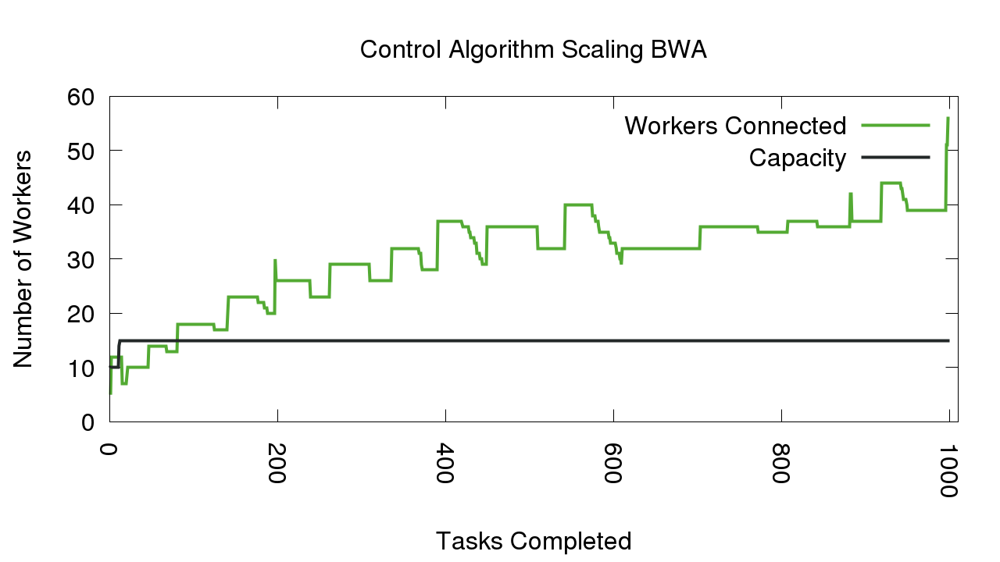 Control Algorithm Scaling BWA
60
50
40
30
20
10
0
Number of Workers
Workers Connected
Capacity
0
200
400
600
800
1000
Tasks Completed